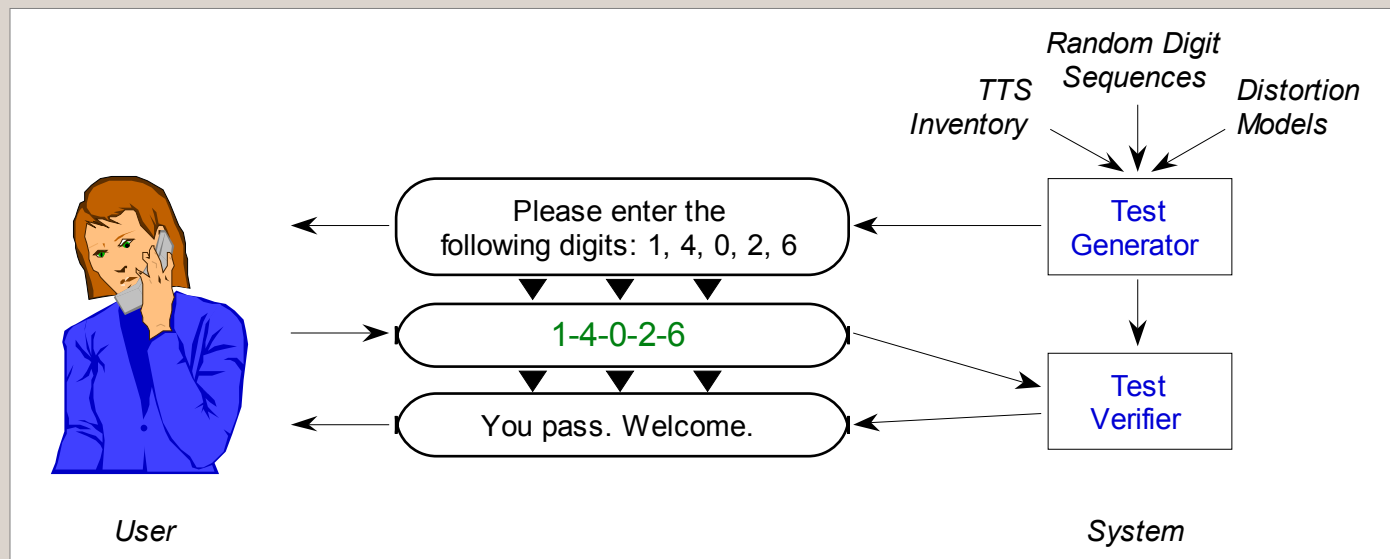 Random Digit
Sequences
TTS
Inventory
Distortion
Models
Please enter the
following digits: 1, 4, 0, 2, 6
Test
Generator
1-4-0-2-6
You pass. Welcome.
Test
Verifier
User
System